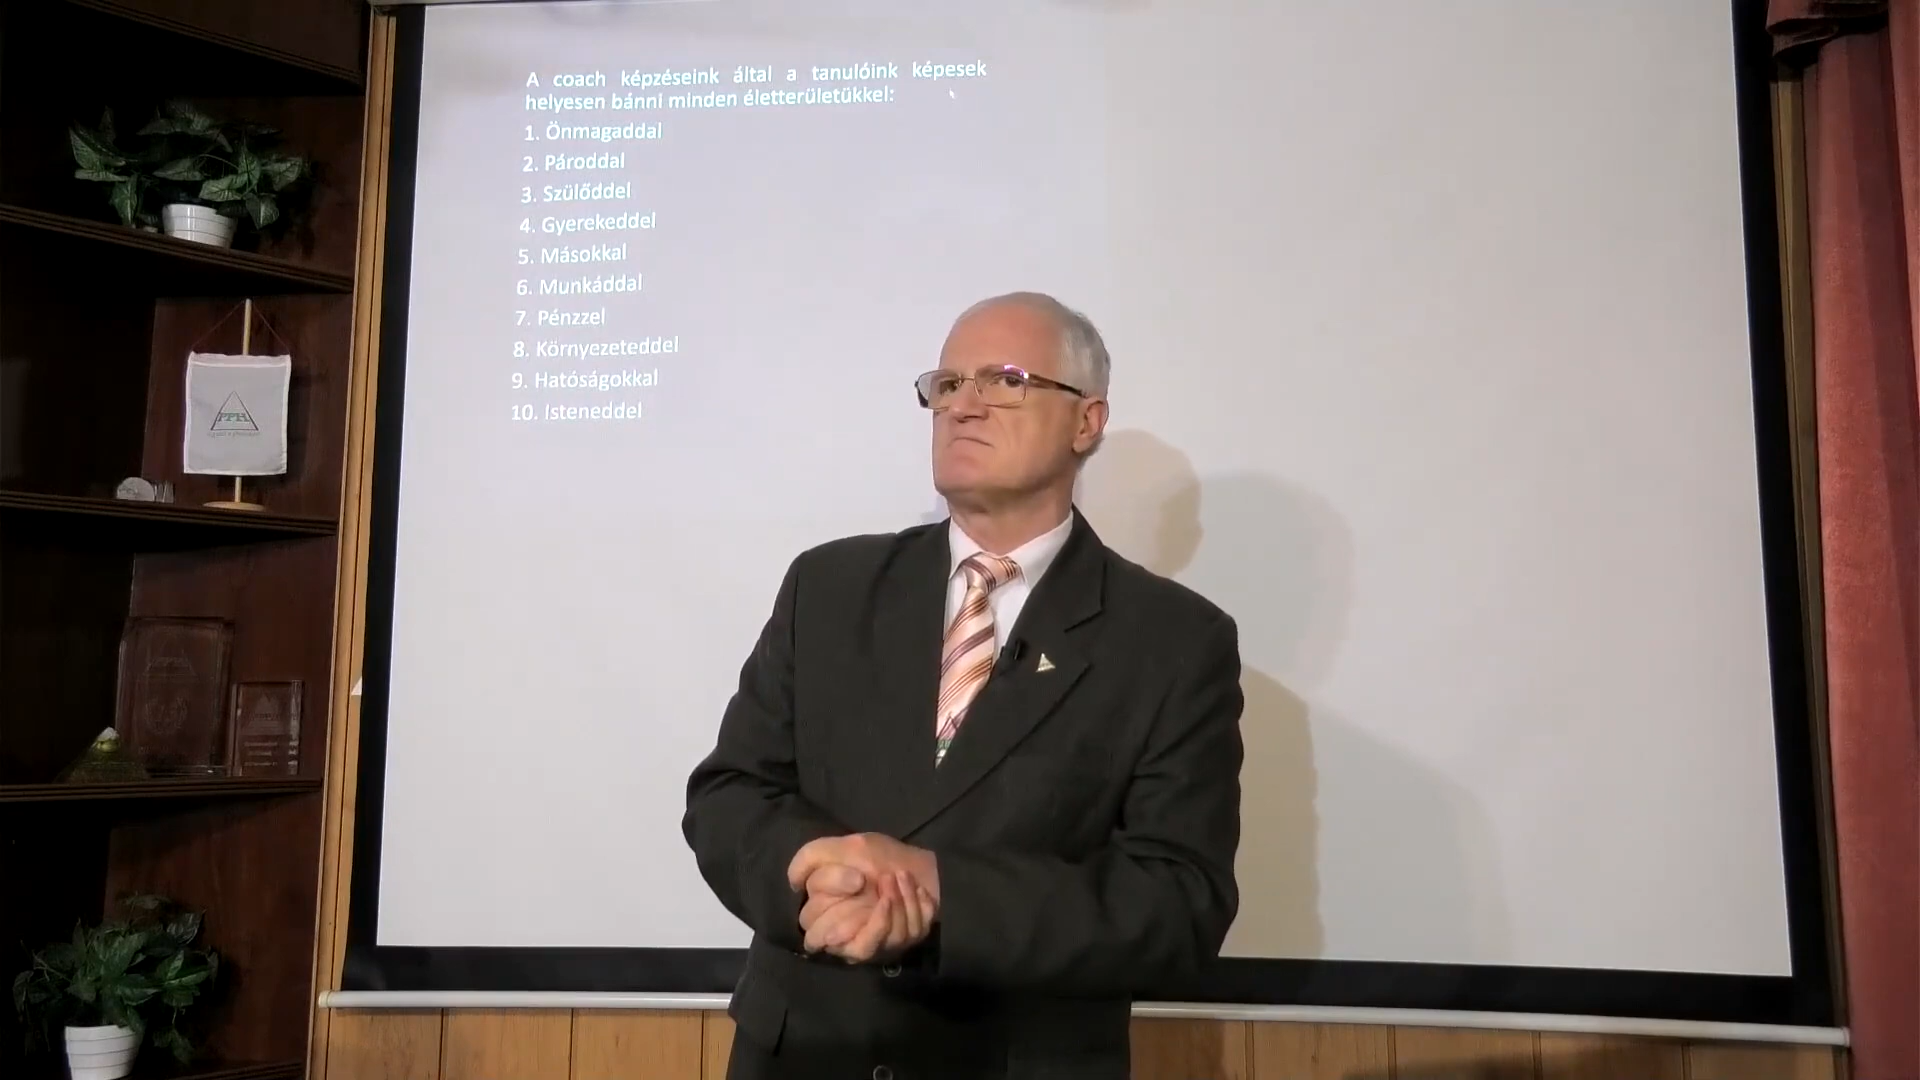 A coach képzéseink által a tanulóink képesek
helyesen bánni minden életterületükkel:
1. Önmagaddal
2. Pároddal
3. Szülőddel
4. Gyerekeddel
5. Másokkal
6. Munkáddal
7. Pénzzel
8. Környezeteddel
9. Hatóságokkal
10. Isteneddel
PPH